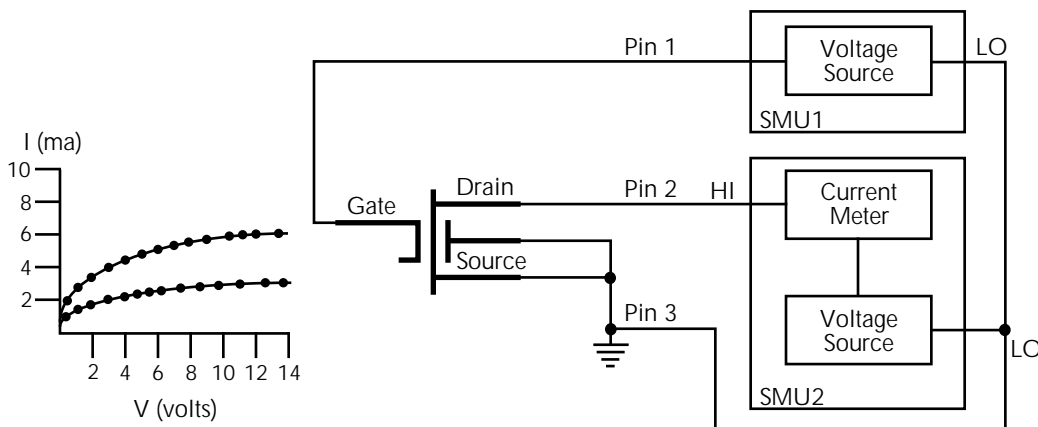 I (ma)
10
8
6
4
2
2 4 6 8 10 12 14
V (volts)
Pin 1
Voltage
Source
LO
SMU1
Gate
Drain
Source
Pin 2
HI
Current
Meter
Pin 3
Voltage
Source
LO
SMU2